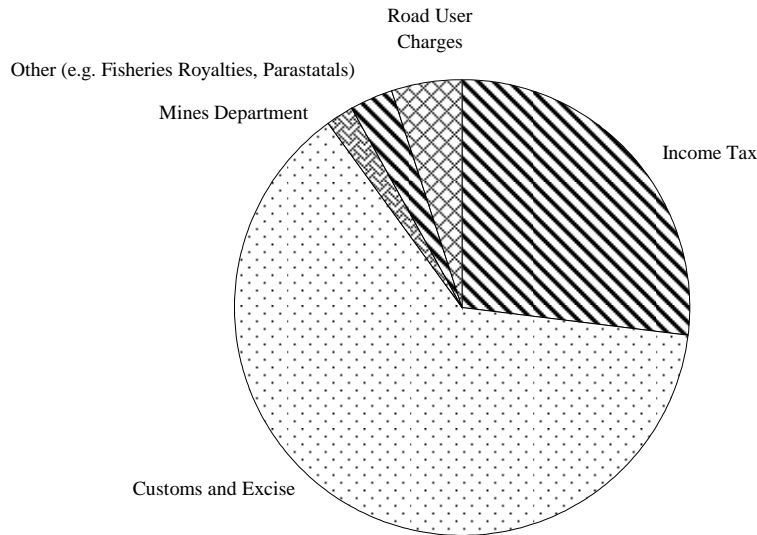 Road User
Charges
Other (e.g. Fisheries Royalties, Parastatals)
Mines Department
Income Tax
Customs and Excise